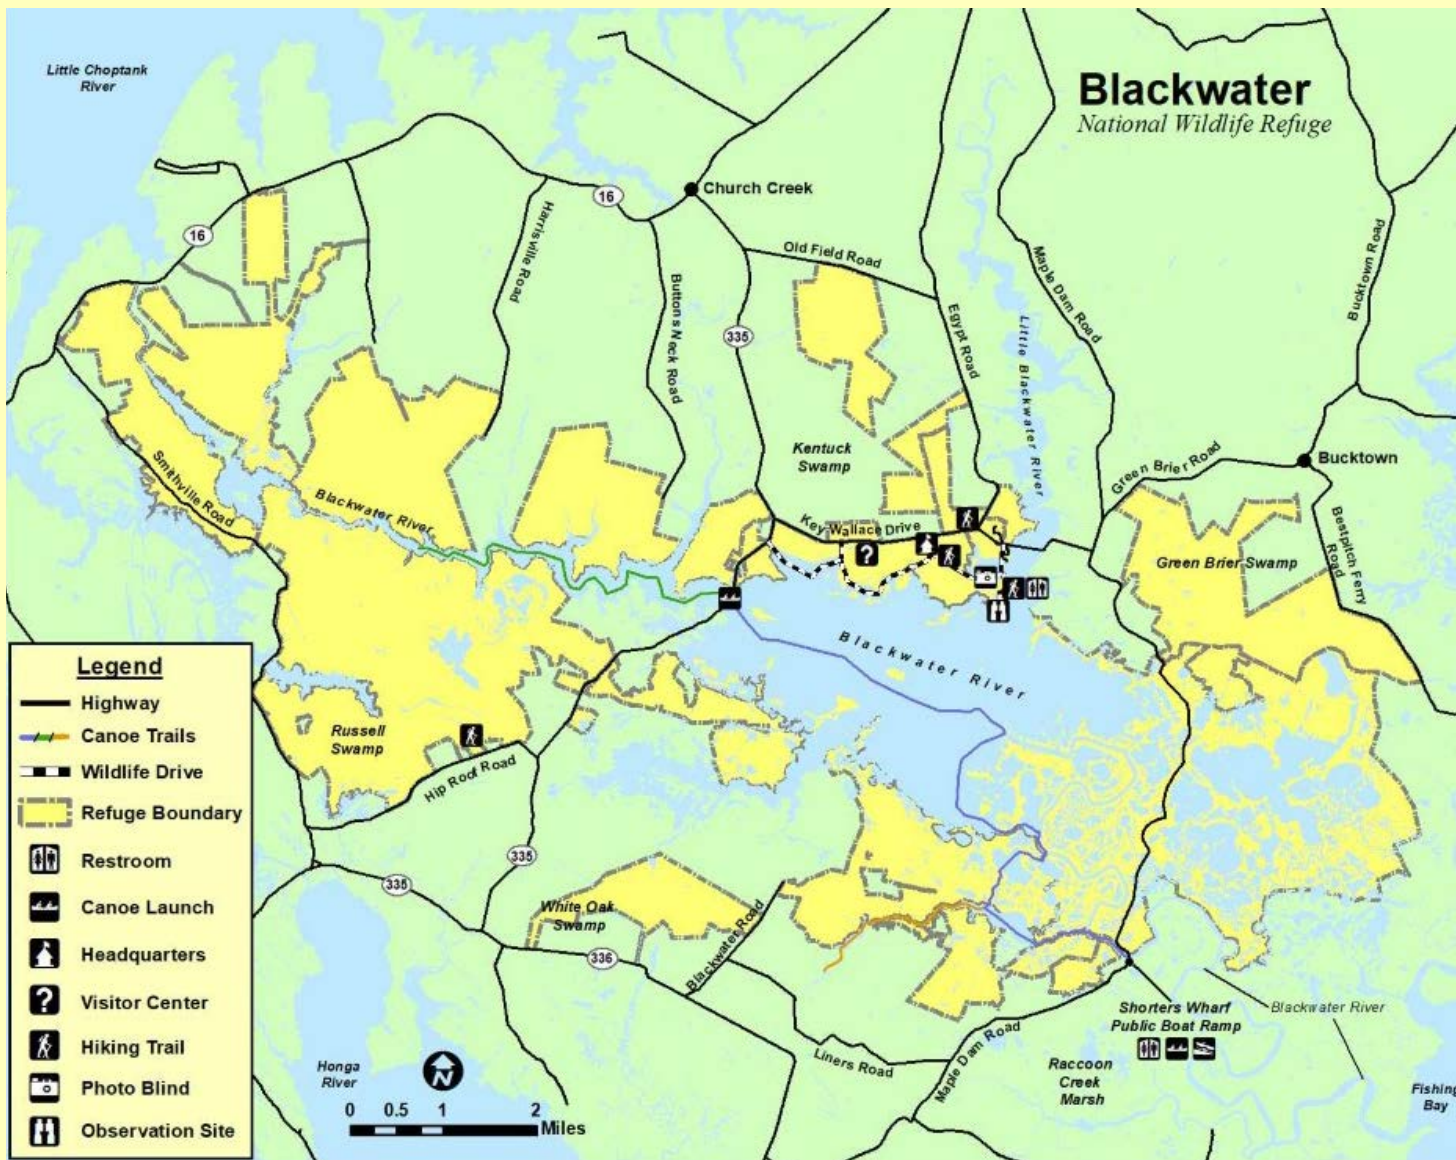 Blackwater
National Wildlife Refuge
Little Choptank
River
16
16
Church Creek
Harrisville Road
Buttons Neck Road
Old Field Road
335
Egypt Road
Maple Dam Road
Little Blackwater River
Bucktown Road
Kentuck
Swamp
Green Brier Road
Bucktown
Bestpitch Ferry
Road
Smithville Road
Blackwater River
Key Wallace Drive
?
Green Brier Swamp
Blackwater River
Russell
Swamp
Hip Roof Road
335
335
White Oak
Swamp
336
Blackwater Road
Liners Road
Maple Dam Road
Shorters Wharf
Public Boat Ramp
Blackwater River
Raccoon
Creek
Marsh
Fishing
Bay
Honga
River
N
0 0.5 1 2
Miles
Legend
Highway
Canoe Trails
Wildlife Drive
Refuge Boundary
Restroom
Canoe Launch
Headquarters
? Visitor Center
Hiking Trail
Photo Blind
Observation Site